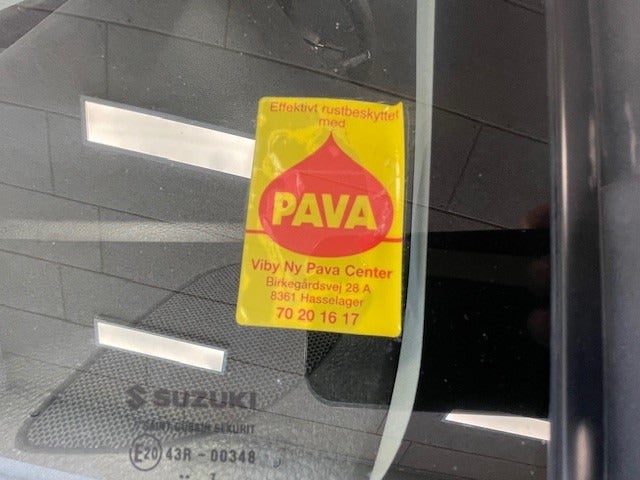 Effektivt rustbeskyttet
med
PAVA
Viby Ny Pava Center
Birkegårdsvej 28 A
8361 Hasselager
70 20 16 17
SUZUKI
SAINT-GOBAIN SEKURIT
E20 43R - 00348